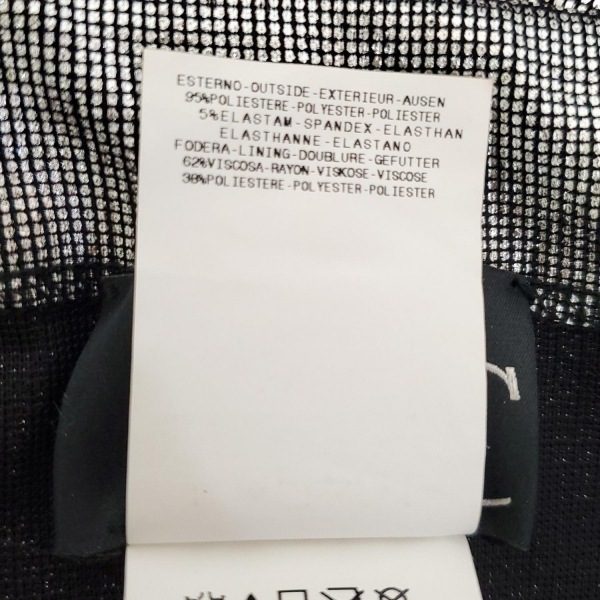 ESTERNO-OUTSIDE-EXTERIEUR-AUSEN
95%POLIESTERE-POLYESTER-POLIESTER
5%ELASTAM-SPANDEX-ELASTHAN
ELASTHANNE-ELASTANO
FODERA-LINING-DOUBLURE-GEFUTTER
62%VISCOSA-RAYON-VISKOSE-VISCOSE
38%POLIESTERE-POLYESTER-POLIESTER